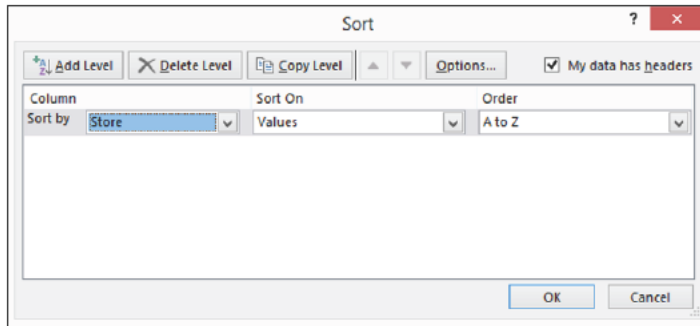 Sort
? ×
Add Level Delete Level Copy Level Options... My data has headers
Column Sort On Order
Sort by Store Values A to Z
OK Cancel